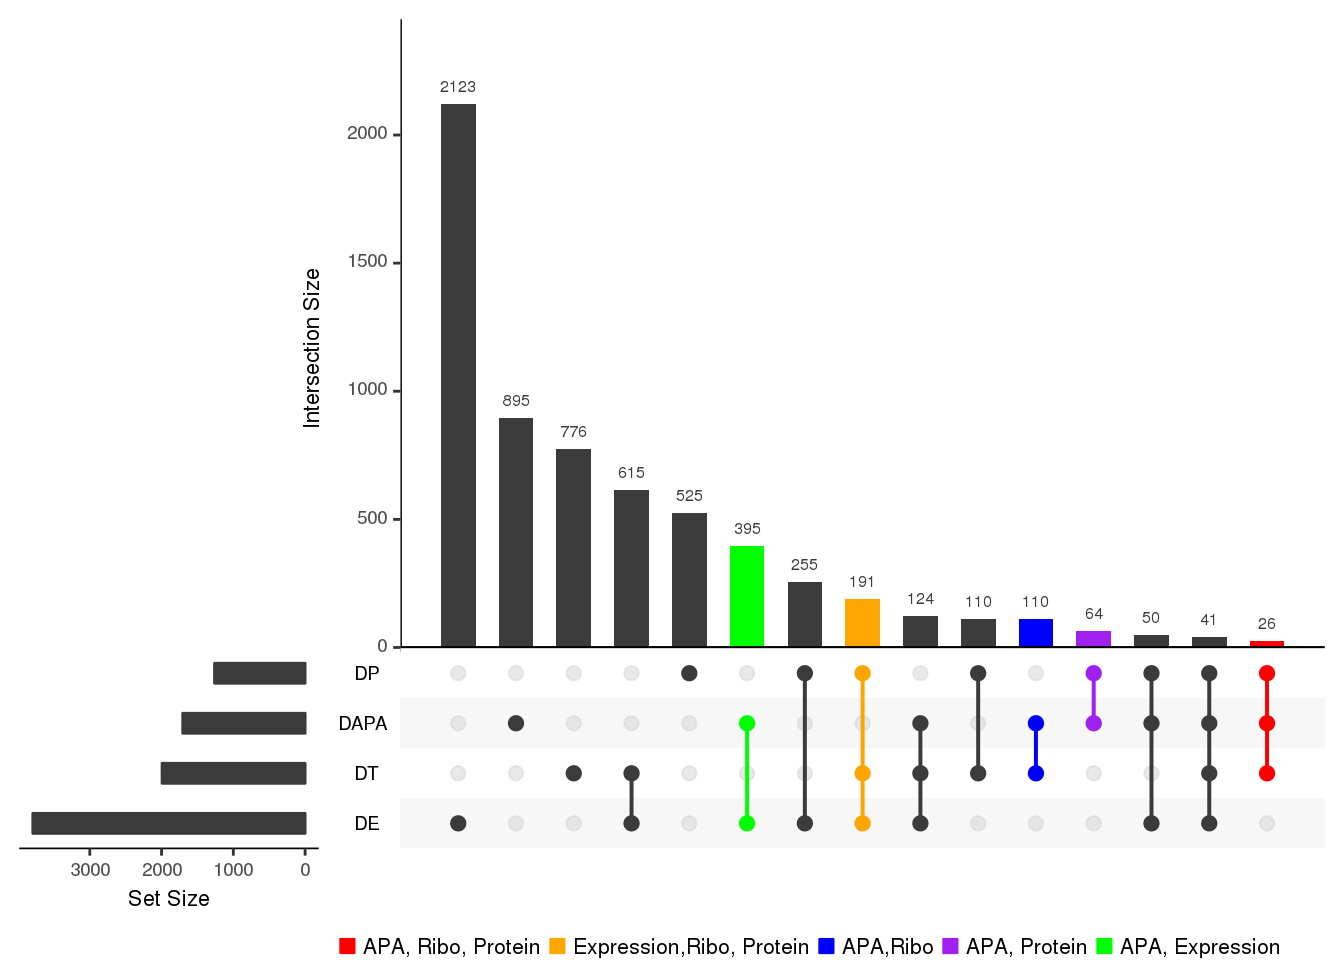 2123
2000
1500
1000
500
0
Intersection Size
895
776
615
525
395
255
191
124
110
110
64
50
41
26
DP
DAPA
DT
DE
3000 2000 1000 0
Set Size
APA, Ribo, Protein Expression,Ribo, Protein APA,Ribo APA, Protein APA, Expression